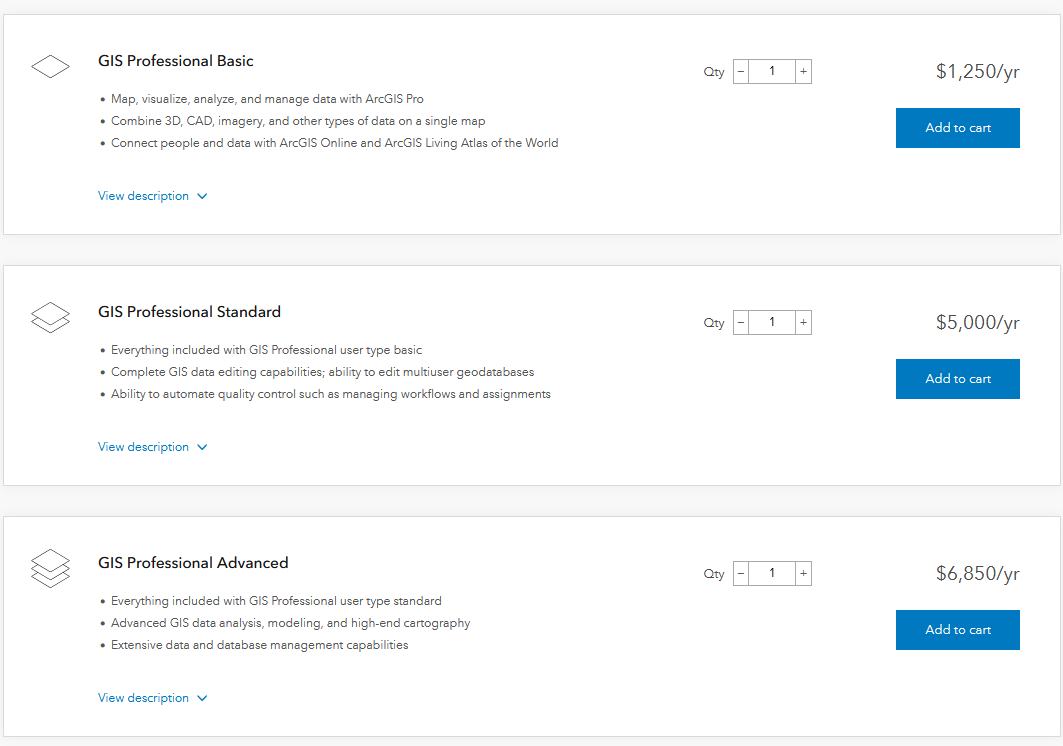 GIS Professional Basic
Qty − 1 + $1,250/yr
• Map, visualize, analyze, and manage data with ArcGIS Pro
• Combine 3D, CAD, imagery, and other types of data on a single map
Add to cart
• Connect people and data with ArcGIS Online and ArcGIS Living Atlas of the World
View description
GIS Professional Standard
Qty − 1 + $5,000/yr
• Everything included with GIS Professional user type basic
• Complete GIS data editing capabilities; ability to edit multiuser geodatabases
Add to cart
• Ability to automate quality control such as managing workflows and assignments
View description
GIS Professional Advanced
Qty − 1 + $6,850/yr
• Everything included with GIS Professional user type standard
• Advanced GIS data analysis, modeling, and high-end cartography
Add to cart
• Extensive data and database management capabilities
View description